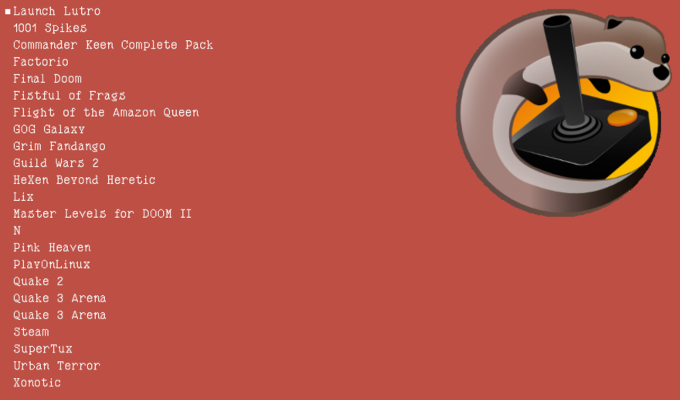 Launch Lutro
1001 Spikes
Commander Keen Complete Pack
Factorio
Final Doom
Fistful of Frags
Flight of the Amazon Queen
GOG Galaxy
Grim Fandango
Guild Wars 2
HeXen Beyond Heretic
Lix
Master Levels for DOOM II
N
Pink Heaven
PlayOnLinux
Quake 2
Quake 3 Arena
Quake 3 Arena
Steam
SuperTux
Urban Terror
Xonotic